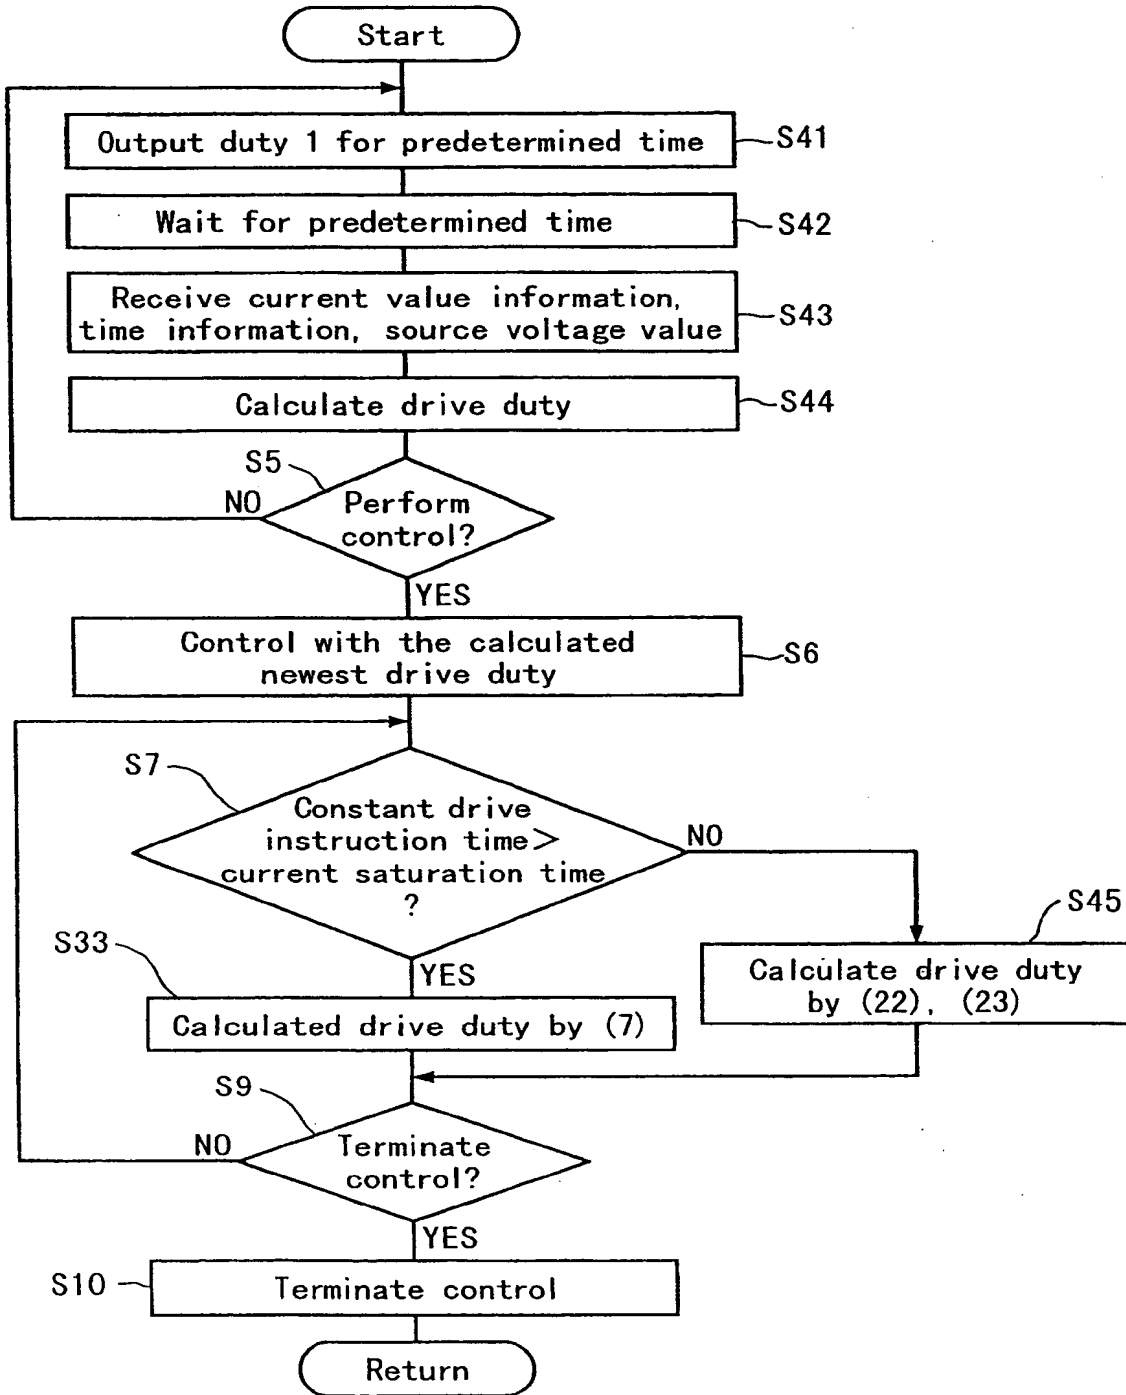 Start
Output duty 1 for predetermined time
S41
Wait for predetermined time
S42
Receive current value information,
time information, source voltage value
S43
Calculate drive duty
S44
S5
NO
Perform
control?
YES
Control with the calculated
newest drive duty
S6
S7
Constant drive
instruction time>
current saturation time
?
NO
S45
S33
YES
Calculate drive duty
by (22), (23)
Calculated drive duty by (7)
S9
NO
Terminate
control?
YES
S10
Terminate control
Return